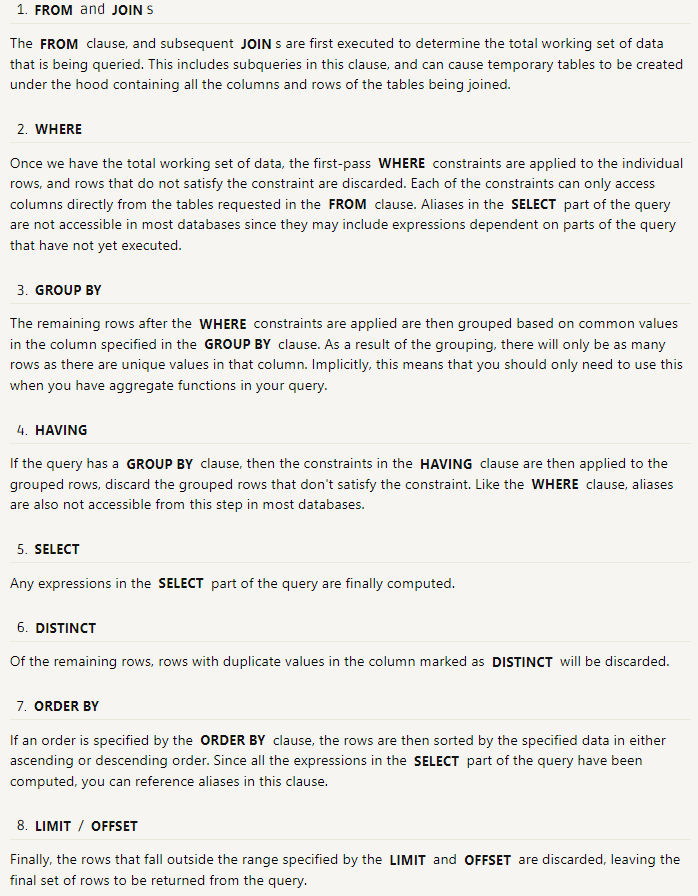 1. FROM and JOIN s
The FROM clause, and subsequent JOIN s are first executed to determine the total working set of data
that is being queried. This includes subqueries in this clause, and can cause temporary tables to be created
under the hood containing all the columns and rows of the tables being joined.
2. WHERE
Once we have the total working set of data, the first-pass WHERE constraints are applied to the individual
rows, and rows that do not satisfy the constraint are discarded. Each of the constraints can only access
columns directly from the tables requested in the FROM clause. Aliases in the SELECT part of the query
are not accessible in most databases since they may include expressions dependent on parts of the query
that have not yet executed.
3. GROUP BY
The remaining rows after the WHERE constraints are applied are then grouped based on common values
in the column specified in the GROUP BY clause. As a result of the grouping, there will only be as many
rows as there are unique values in that column. Implicitly, this means that you should only need to use this
when you have aggregate functions in your query.
4. HAVING
If the query has a GROUP BY clause, then the constraints in the HAVING clause are then applied to the
grouped rows, discard the grouped rows that don't satisfy the constraint. Like the WHERE clause, aliases
are also not accessible from this step in most databases.
5. SELECT
Any expressions in the SELECT part of the query are finally computed.
6. DISTINCT
Of the remaining rows, rows with duplicate values in the column marked as DISTINCT will be discarded.
7. ORDER BY
If an order is specified by the ORDER BY clause, the rows are then sorted by the specified data in either
ascending or descending order. Since all the expressions in the SELECT part of the query have been
computed, you can reference aliases in this clause.
8. LIMIT / OFFSET
Finally, the rows that fall outside the range specified by the LIMIT and OFFSET are discarded, leaving the
final set of rows to be returned from the query.